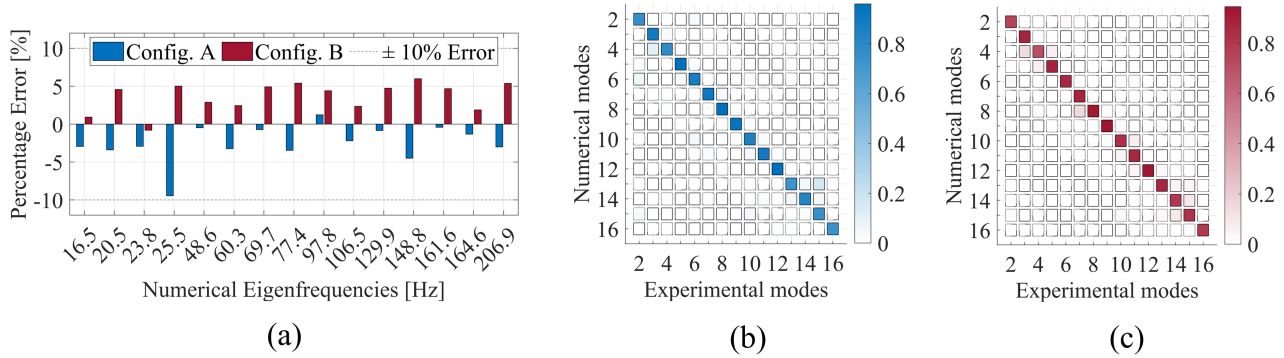 Percentage Error [%]
10
5
0
-5
-10
Config. A Config. B ± 10% Error
16.5 20.5 23.8 25.5 48.6 60.3 69.7 77.4 97.8 106.5 129.9 148.8 161.6 164.6 206.9
Numerical Eigenfrequencies [Hz]
(a)
Numerical modes
2
4
6
8
10
12
14
16
2 4 6 8 10 12 14 16
Experimental modes
0.8
0.6
0.4
0.2
0
(b)
Numerical modes
2
4
6
8
10
12
14
16
2 4 6 8 10 12 14 16
Experimental modes
0.8
0.6
0.4
0.2
0
(c)